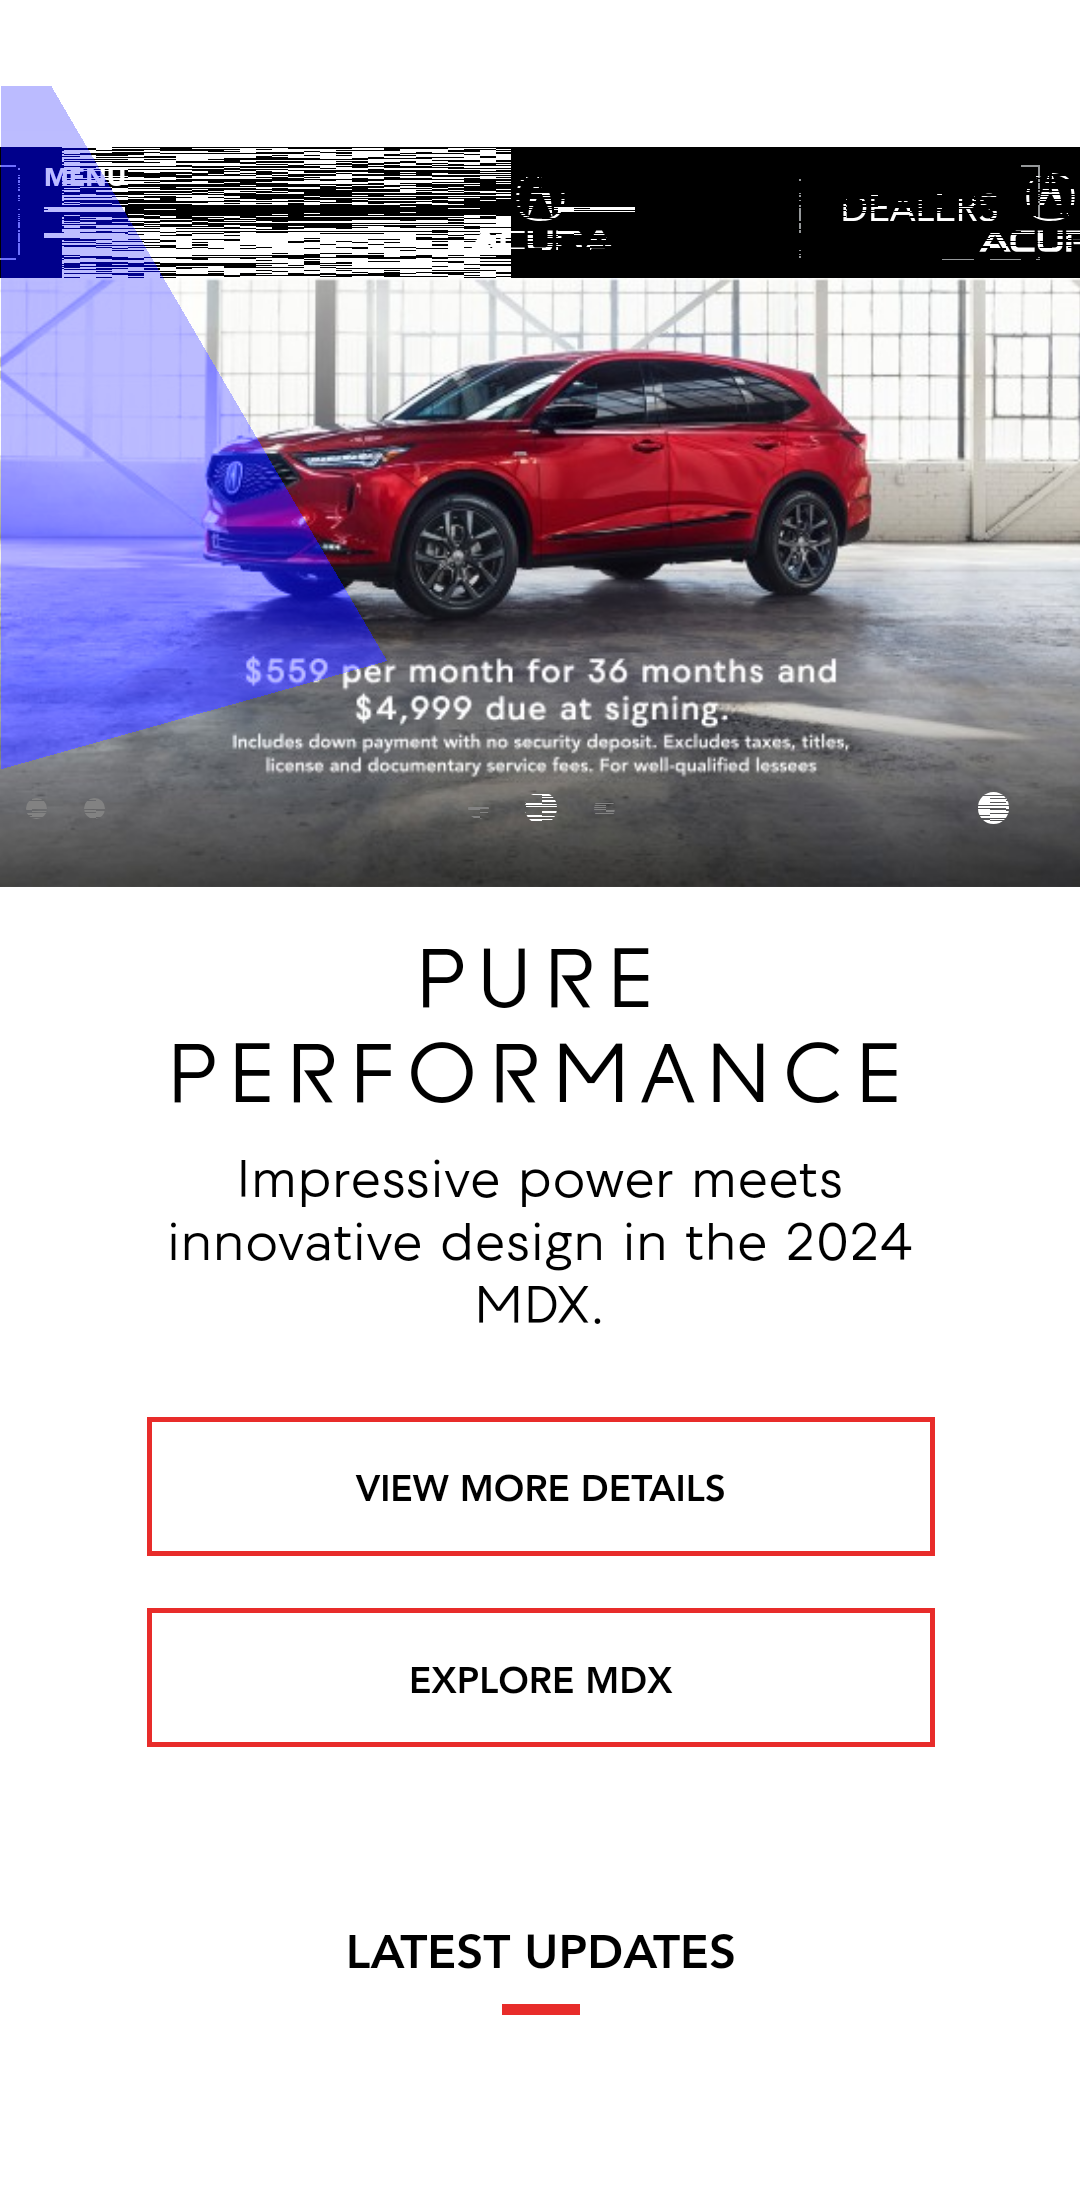 MENU
ACURA
DEALERS
ACUR
$559 per month for 36 months and
$4,999 due at signing.
Includes down payment with no security deposit. Excludes taxes, titles,
license and documentary service fees. For well-qualified lessees
PURE
PERFORMANCE
Impressive power meets
innovative design in the 2024
MDX.
VIEW MORE DETAILS
EXPLORE MDX
LATEST UPDATES